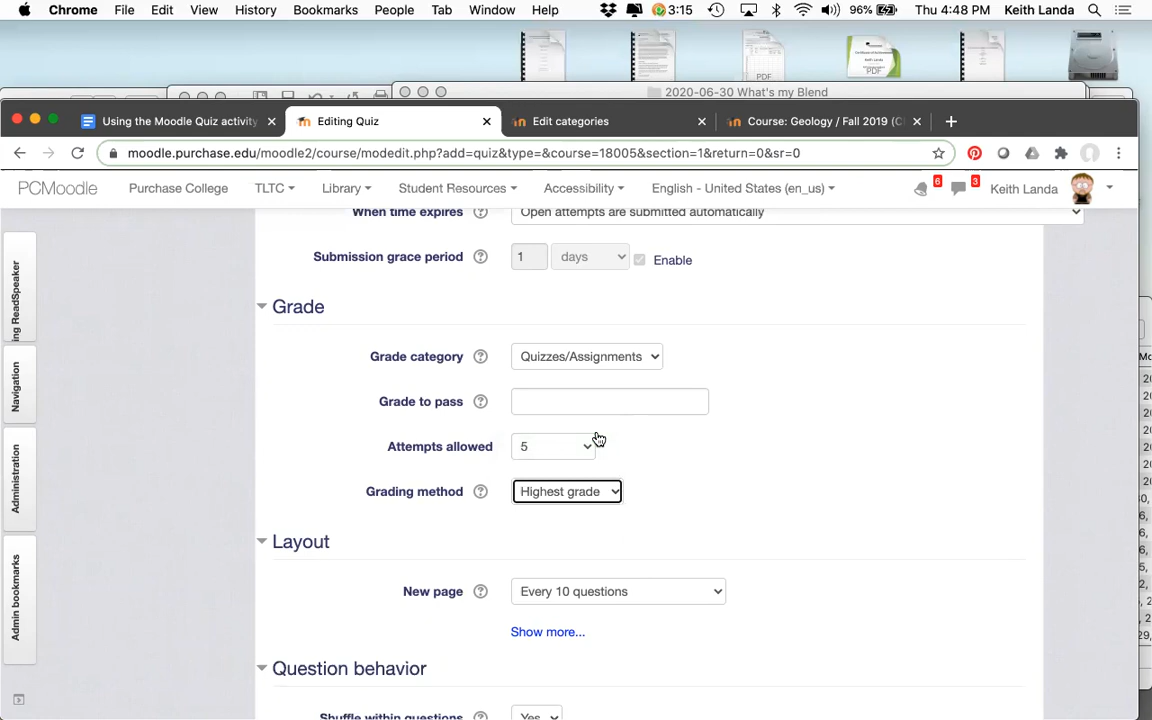 Chrome File Edit View History Bookmarks People Tab Window Help 3:15 96% Thu 4:48 PM Keith Landa
PDF
PDF
2020-06-30 What's my Blend
Using the Moodle Quiz activity Editing Quiz Edit categories Course: Geology / Fall 2019 (C
moodle.purchase.edu/moodle2/course/modedit.php?add=quiz&type=&course=18005&section=1&return=0&sr=0
PCMoodle Purchase College TLTC Library Student Resources Accessibility English - United States (en_us) 6 3 Keith Landa
When time expires Open attempts are submitted automatically
Submission grace period 1 days Enable
ng ReadSpeaker
Navigation
Administration
Admin bookmarks
Grade
Grade category Quizzes/Assignments
Grade to pass
Attempts allowed 5
Grading method Highest grade
Layout
New page Every 10 questions
Show more...
Question behavior
Shuffle within questions Yes